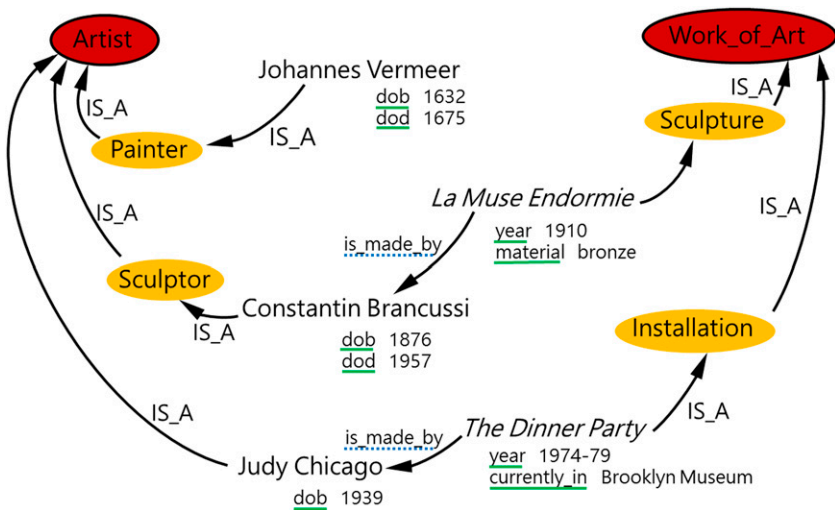 Artist
Work_of_Art
Johannes Vermeer
dob 1632
dod 1675
IS_A
IS_A
IS_A
Painter
Sculpture
La Muse Endormie
year 1910
material bronze
IS_A
IS_A
is_made_by
Sculptor
Constantin Brancussi
IS_A
dob 1876
dod 1957
Installation
IS_A
IS_A
is_made_by
The Dinner Party
year 1974-79
currently_in Brooklyn Museum
Judy Chicago
dob 1939